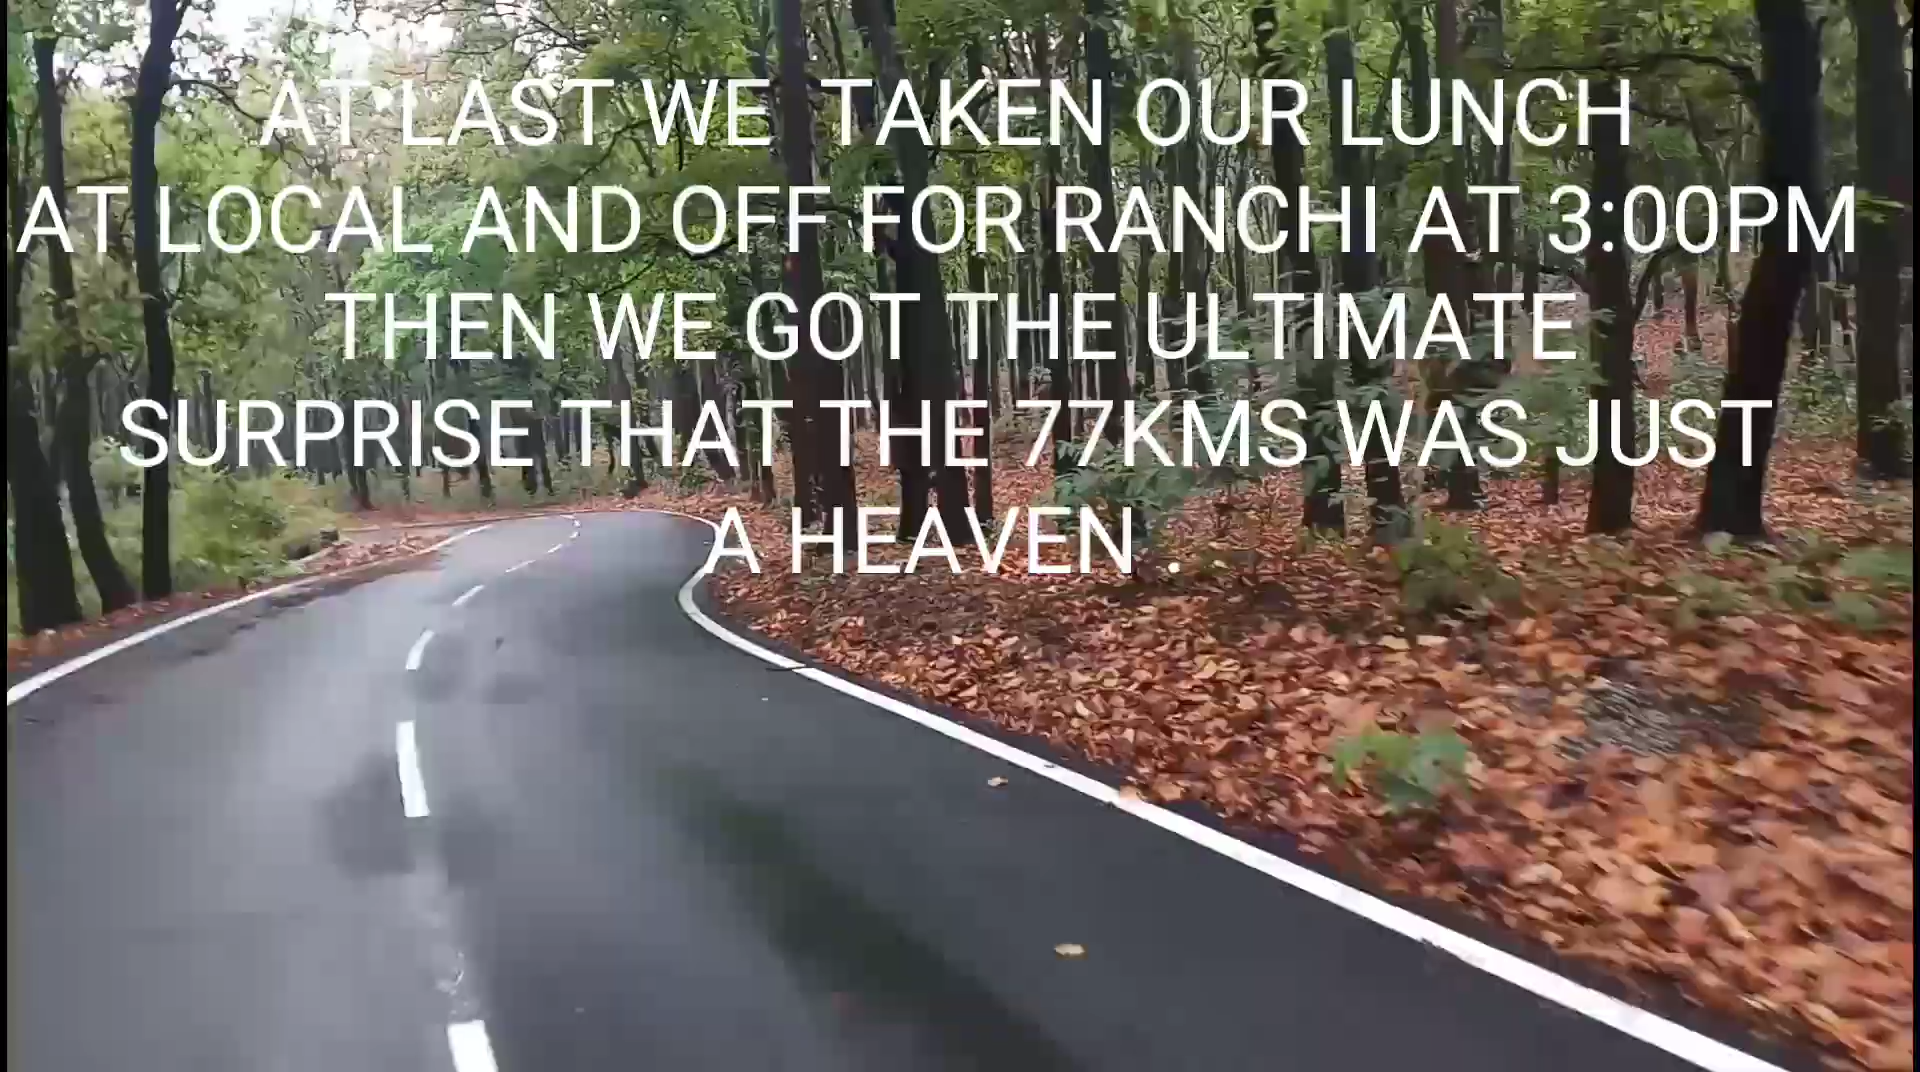 AT LAST WE TAKEN OUR LUNCH
AT LOCAL AND OFF FOR RANCHI AT 3:00PM
THEN WE GOT THE ULTIMATE
SURPRISE THAT THE 77KMS WAS JUST
A HEAVEN .